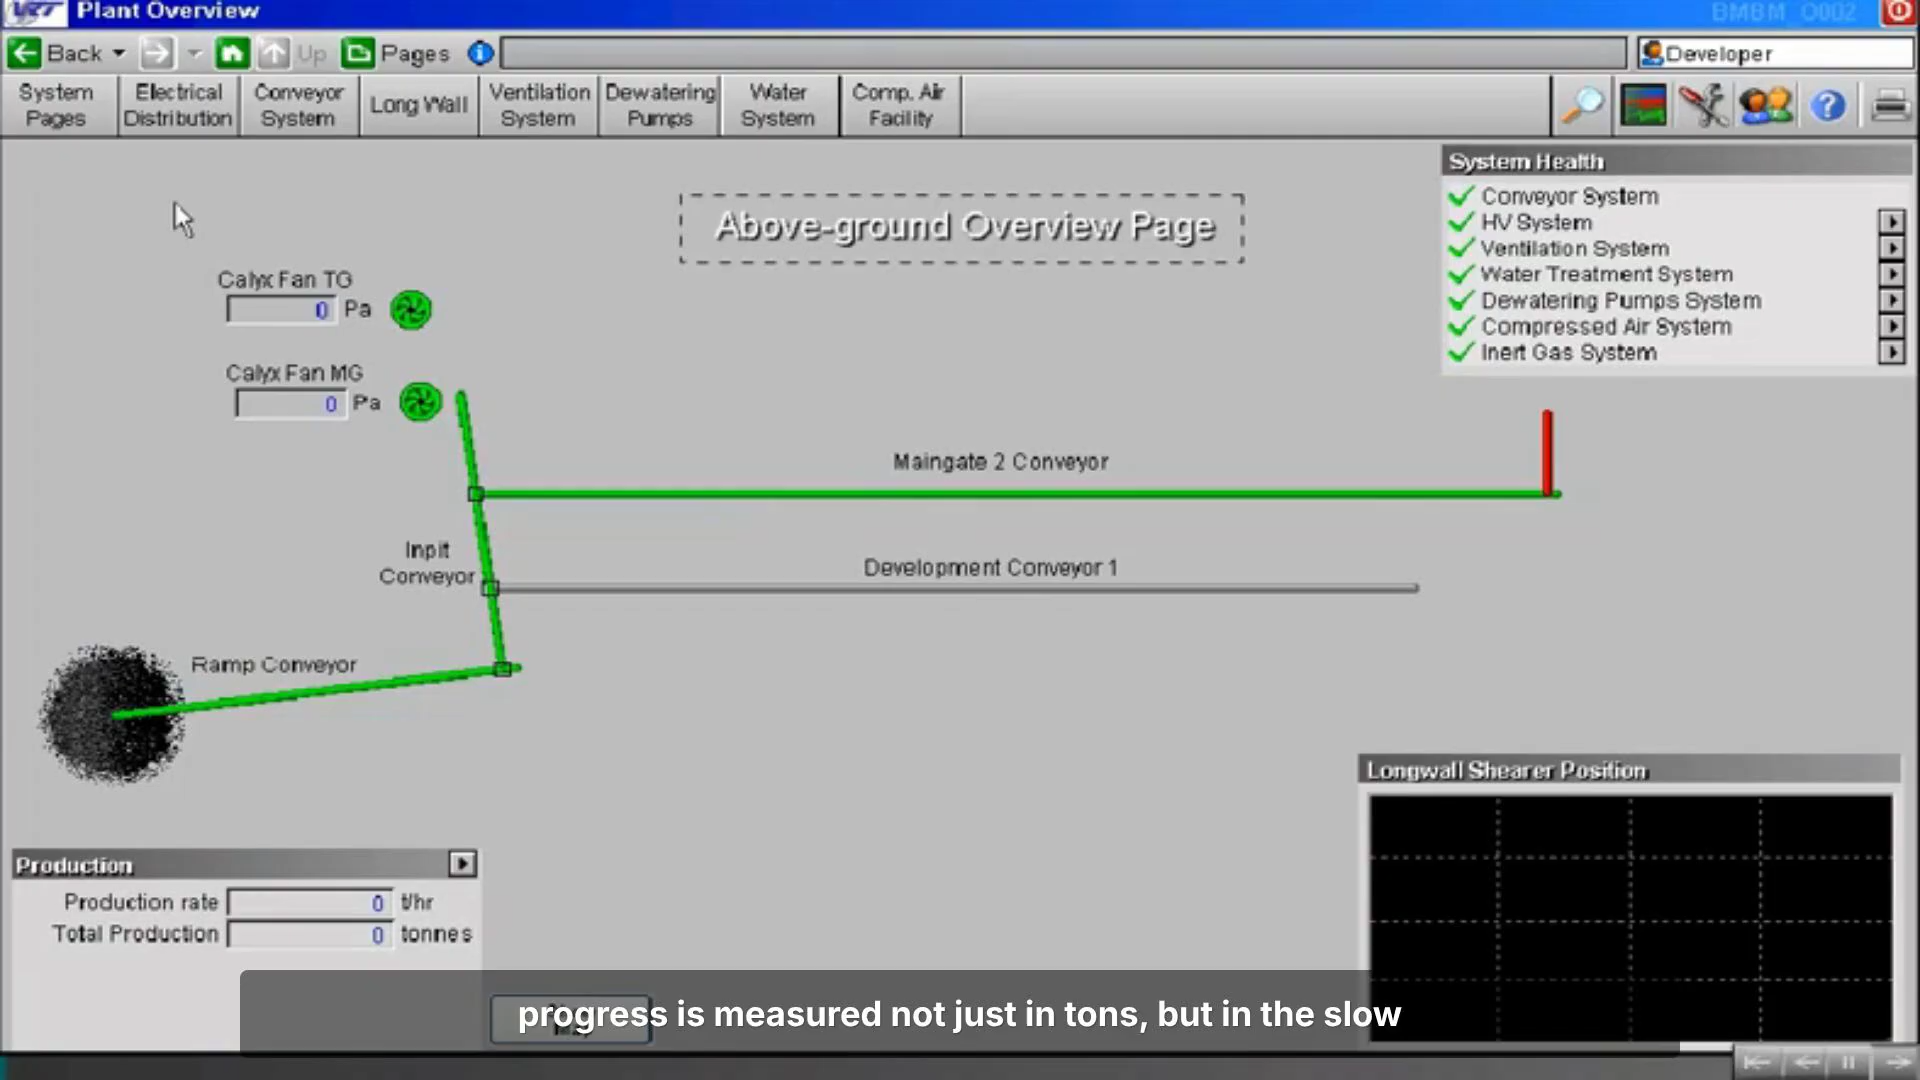 VRT Plant Overview
BMBM_O002
Back
Up
Pages
Developer
System Pages
Electrical Distribution
Conveyor System
Long Wall
Ventilation System
Dewatering Pumps
Water System
Comp. Air Facility
Above-ground Overview Page
System Health
Conveyor System
HV System
Ventilation System
Water Treatment System
Dewatering Pumps System
Compressed Air System
Inert Gas System
Calyx Fan TG
0 Pa
Calyx Fan MG
0 Pa
Maingate 2 Conveyor
Inpit
Conveyor
Development Conveyor 1
Ramp Conveyor
Longwall Shearer Position
Production
Production rate 0 t/hr
Total Production 0 tonnes
progress is measured not just in tons, but in the slow